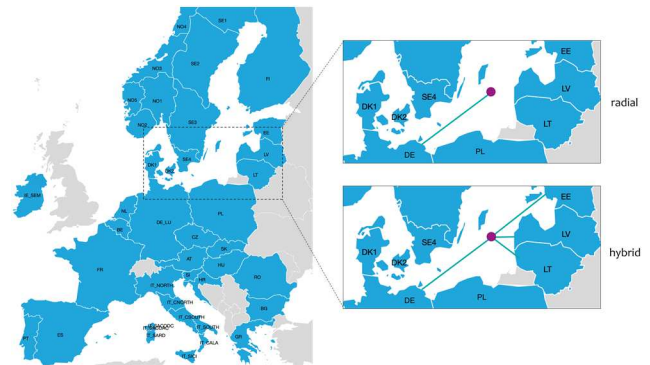 NO4
SE1
SE2
FI
NO3
NO5
NO1
NO2
SE3
EE
LV
LT
DK1
SE4
IE_SEM
NL
BE
DE_LU
PL
CZ
SK
FR
AT
HU
SI
HR
RO
IT_NORTH
IT_CNORTH
IT_CSOUTH
IT_SOUTH
IT_SARD
IT_CALA
IT_SICI
BG
GR
PT
ES
EE
LV
LT
DK1
DK2
SE4
DE
PL
radial
EE
LV
LT
DK1
DK2
SE4
DE
PL
hybrid